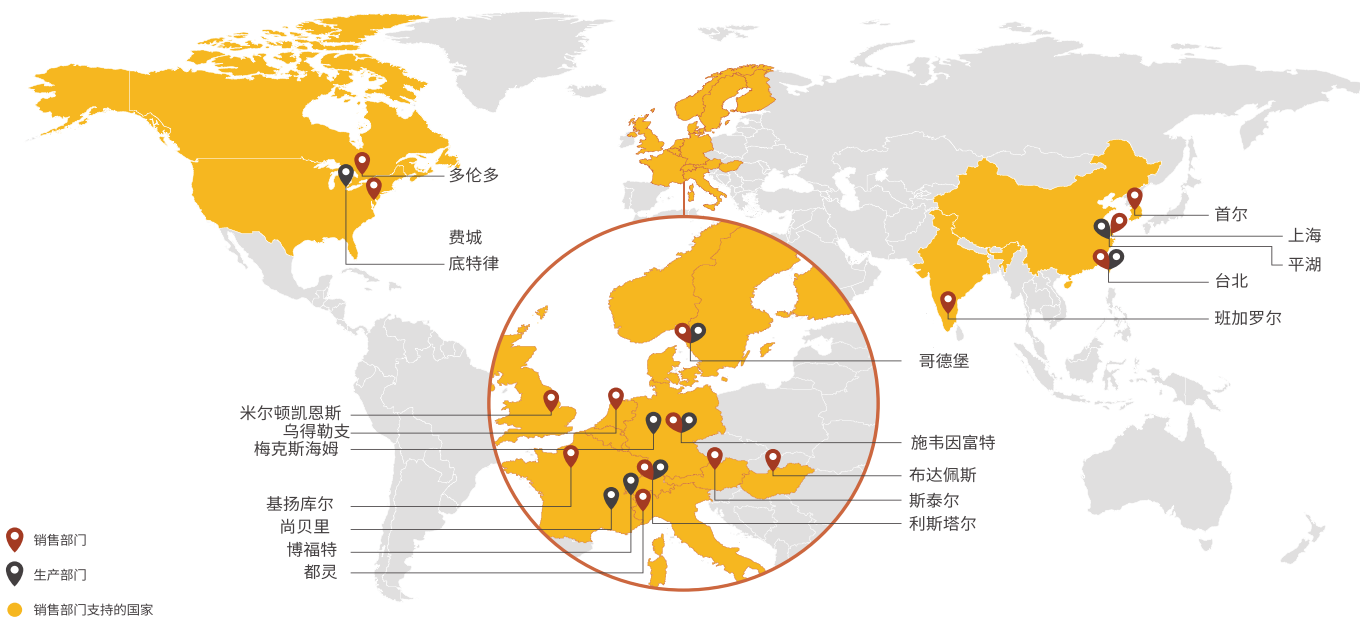 多伦多
费城
底特律
首尔
上海
平湖
台北
班加罗尔
哥德堡
米尔顿凯恩斯
乌得勒支
梅克斯海姆
施韦因富特
布达佩斯
斯泰尔
利斯塔尔
基扬库尔
尚贝里
博福特
都灵
销售部门
生产部门
销售部门支持的国家